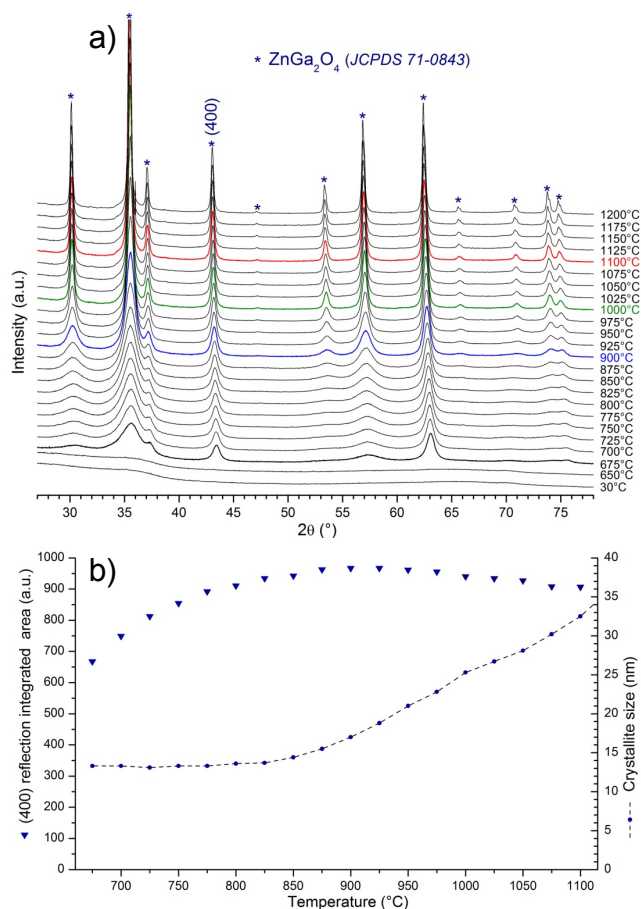 a)
* ZnGa₂O₄ (JCPDS 71-0843)
*
*
*
(400)
*
*
*
*
*
*
*
*
*
Intensity (a.u.)
1200°C
1175°C
1150°C
1125°C
1100°C
1075°C
1050°C
1025°C
1000°C
975°C
950°C
925°C
900°C
875°C
850°C
825°C
800°C
775°C
750°C
725°C
700°C
675°C
650°C
30°C
30 35 40 45 50 55 60 65 70 75
2θ (°)
b)
1000
900
800
700
600
500
400
300
200
100
0
(400) reflection integrated area (a.u.)
40
35
30
25
20
15
10
5
0
Crystallite size (nm)
700 750 800 850 900 950 1000 1050 1100
Temperature (°C)